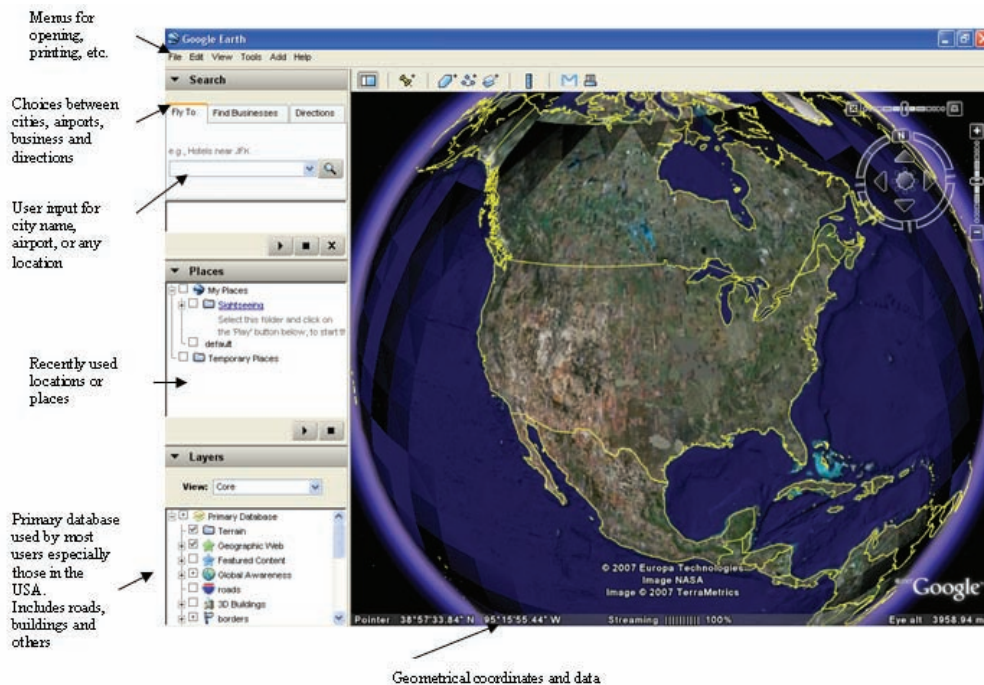 Menus for
opening,
printing, etc.
Choices between
cities, airports,
business and
directions
User input for
city name,
airport, or any
location
Recently used
locations or
places
Primary database
used by most
users especially
those in the
USA.
Includes roads,
buildings and
others
Google Earth
File Edit View Tools Add Help
Search
Fly To Find Businesses Directions
e.g., Hotels near JFK
Places
My Places
Sightseeing
Select this folder and click on
the 'Play' button below, to start th
default
Temporary Places
Layers
View: Core
Primary Database
Terrain
Geographic Web
Featured Content
Global Awareness
roads
3D Buildings
borders
N
© 2007 Europa Technologies
Image NASA
Image © 2007 TerraMetrics
Google
Pointer 38°57'33.84" N 95°15'55.44" W Streaming |||||||||| 100% Eye alt 3958.94 m
Geometrical coordinates and data